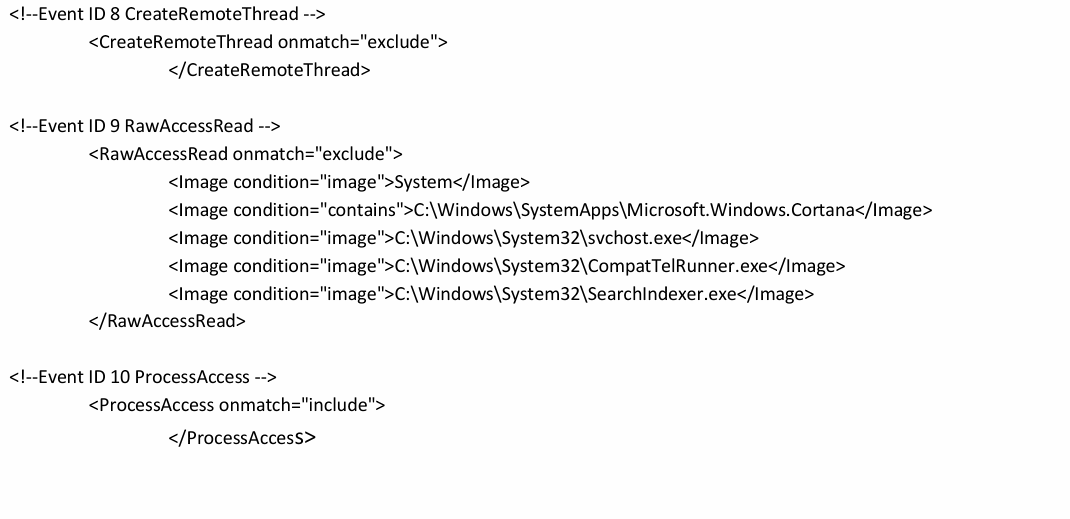 <!--Event ID 8 CreateRemoteThread -->
<CreateRemoteThread onmatch="exclude">
</CreateRemoteThread>
<!--Event ID 9 RawAccessRead -->
<RawAccessRead onmatch="exclude">
<Image condition="image">System</Image>
<Image condition="contains">C:\Windows\SystemApps\Microsoft.Windows.Cortana</Image>
<Image condition="image">C:\Windows\System32\svchost.exe</Image>
<Image condition="image">C:\Windows\System32\CompatTelRunner.exe</Image>
<Image condition="image">C:\Windows\System32\SearchIndexer.exe</Image>
</RawAccessRead>
<!--Event ID 10 ProcessAccess -->
<ProcessAccess onmatch="include">
</ProcessAccess>